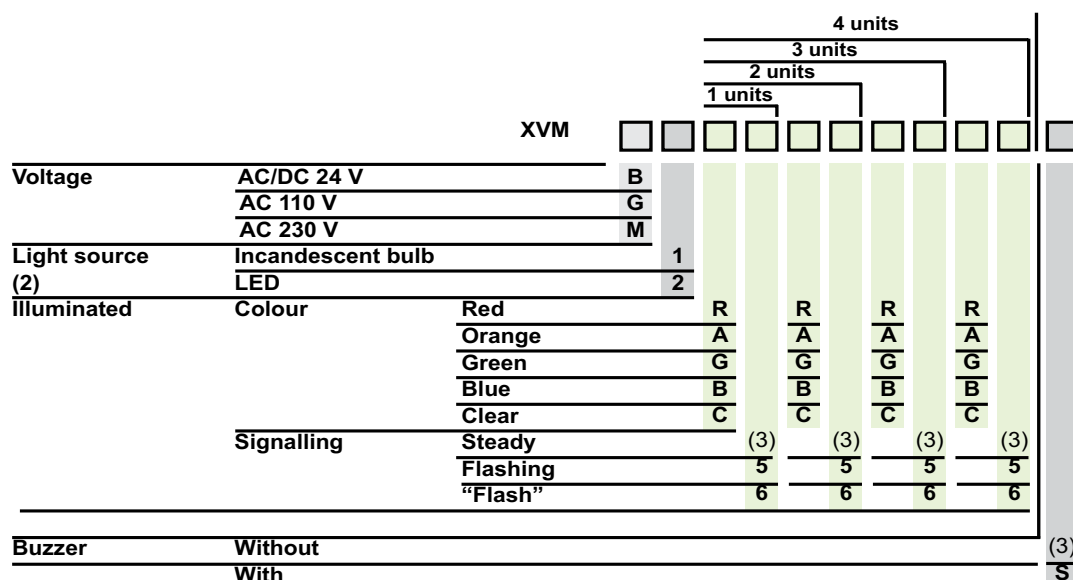 4 units
3 units
2 units
1 units
XVM
Voltage AC/DC 24 V B
AC 110 V G
AC 230 V M
Light source Incandescent bulb 1
(2) LED 2
Illuminated Colour Red R R R R
Orange A A A A
Green G G G G
Blue B B B B
Clear C C C C
Signalling Steady (3) (3) (3) (3)
Flashing 5 5 5 5
“Flash” 6 6 6 6
Buzzer Without (3)
With S